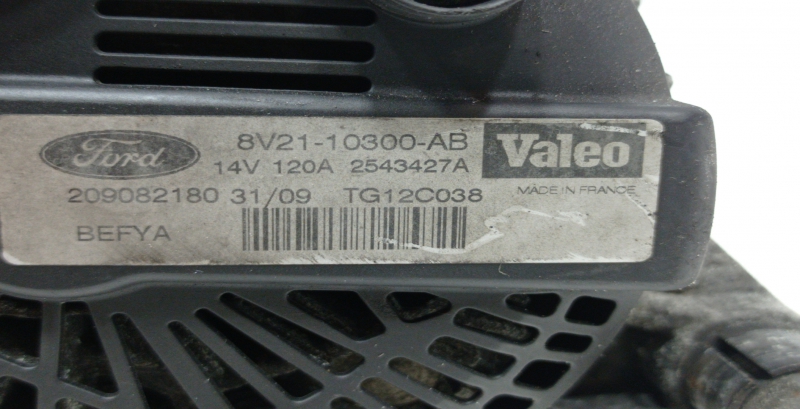 Ford 8V21-10300-AB Valeo
14V 120A 2543427A
209082180 31/09 TG12C038 MADE IN FRANCE
BEFYA